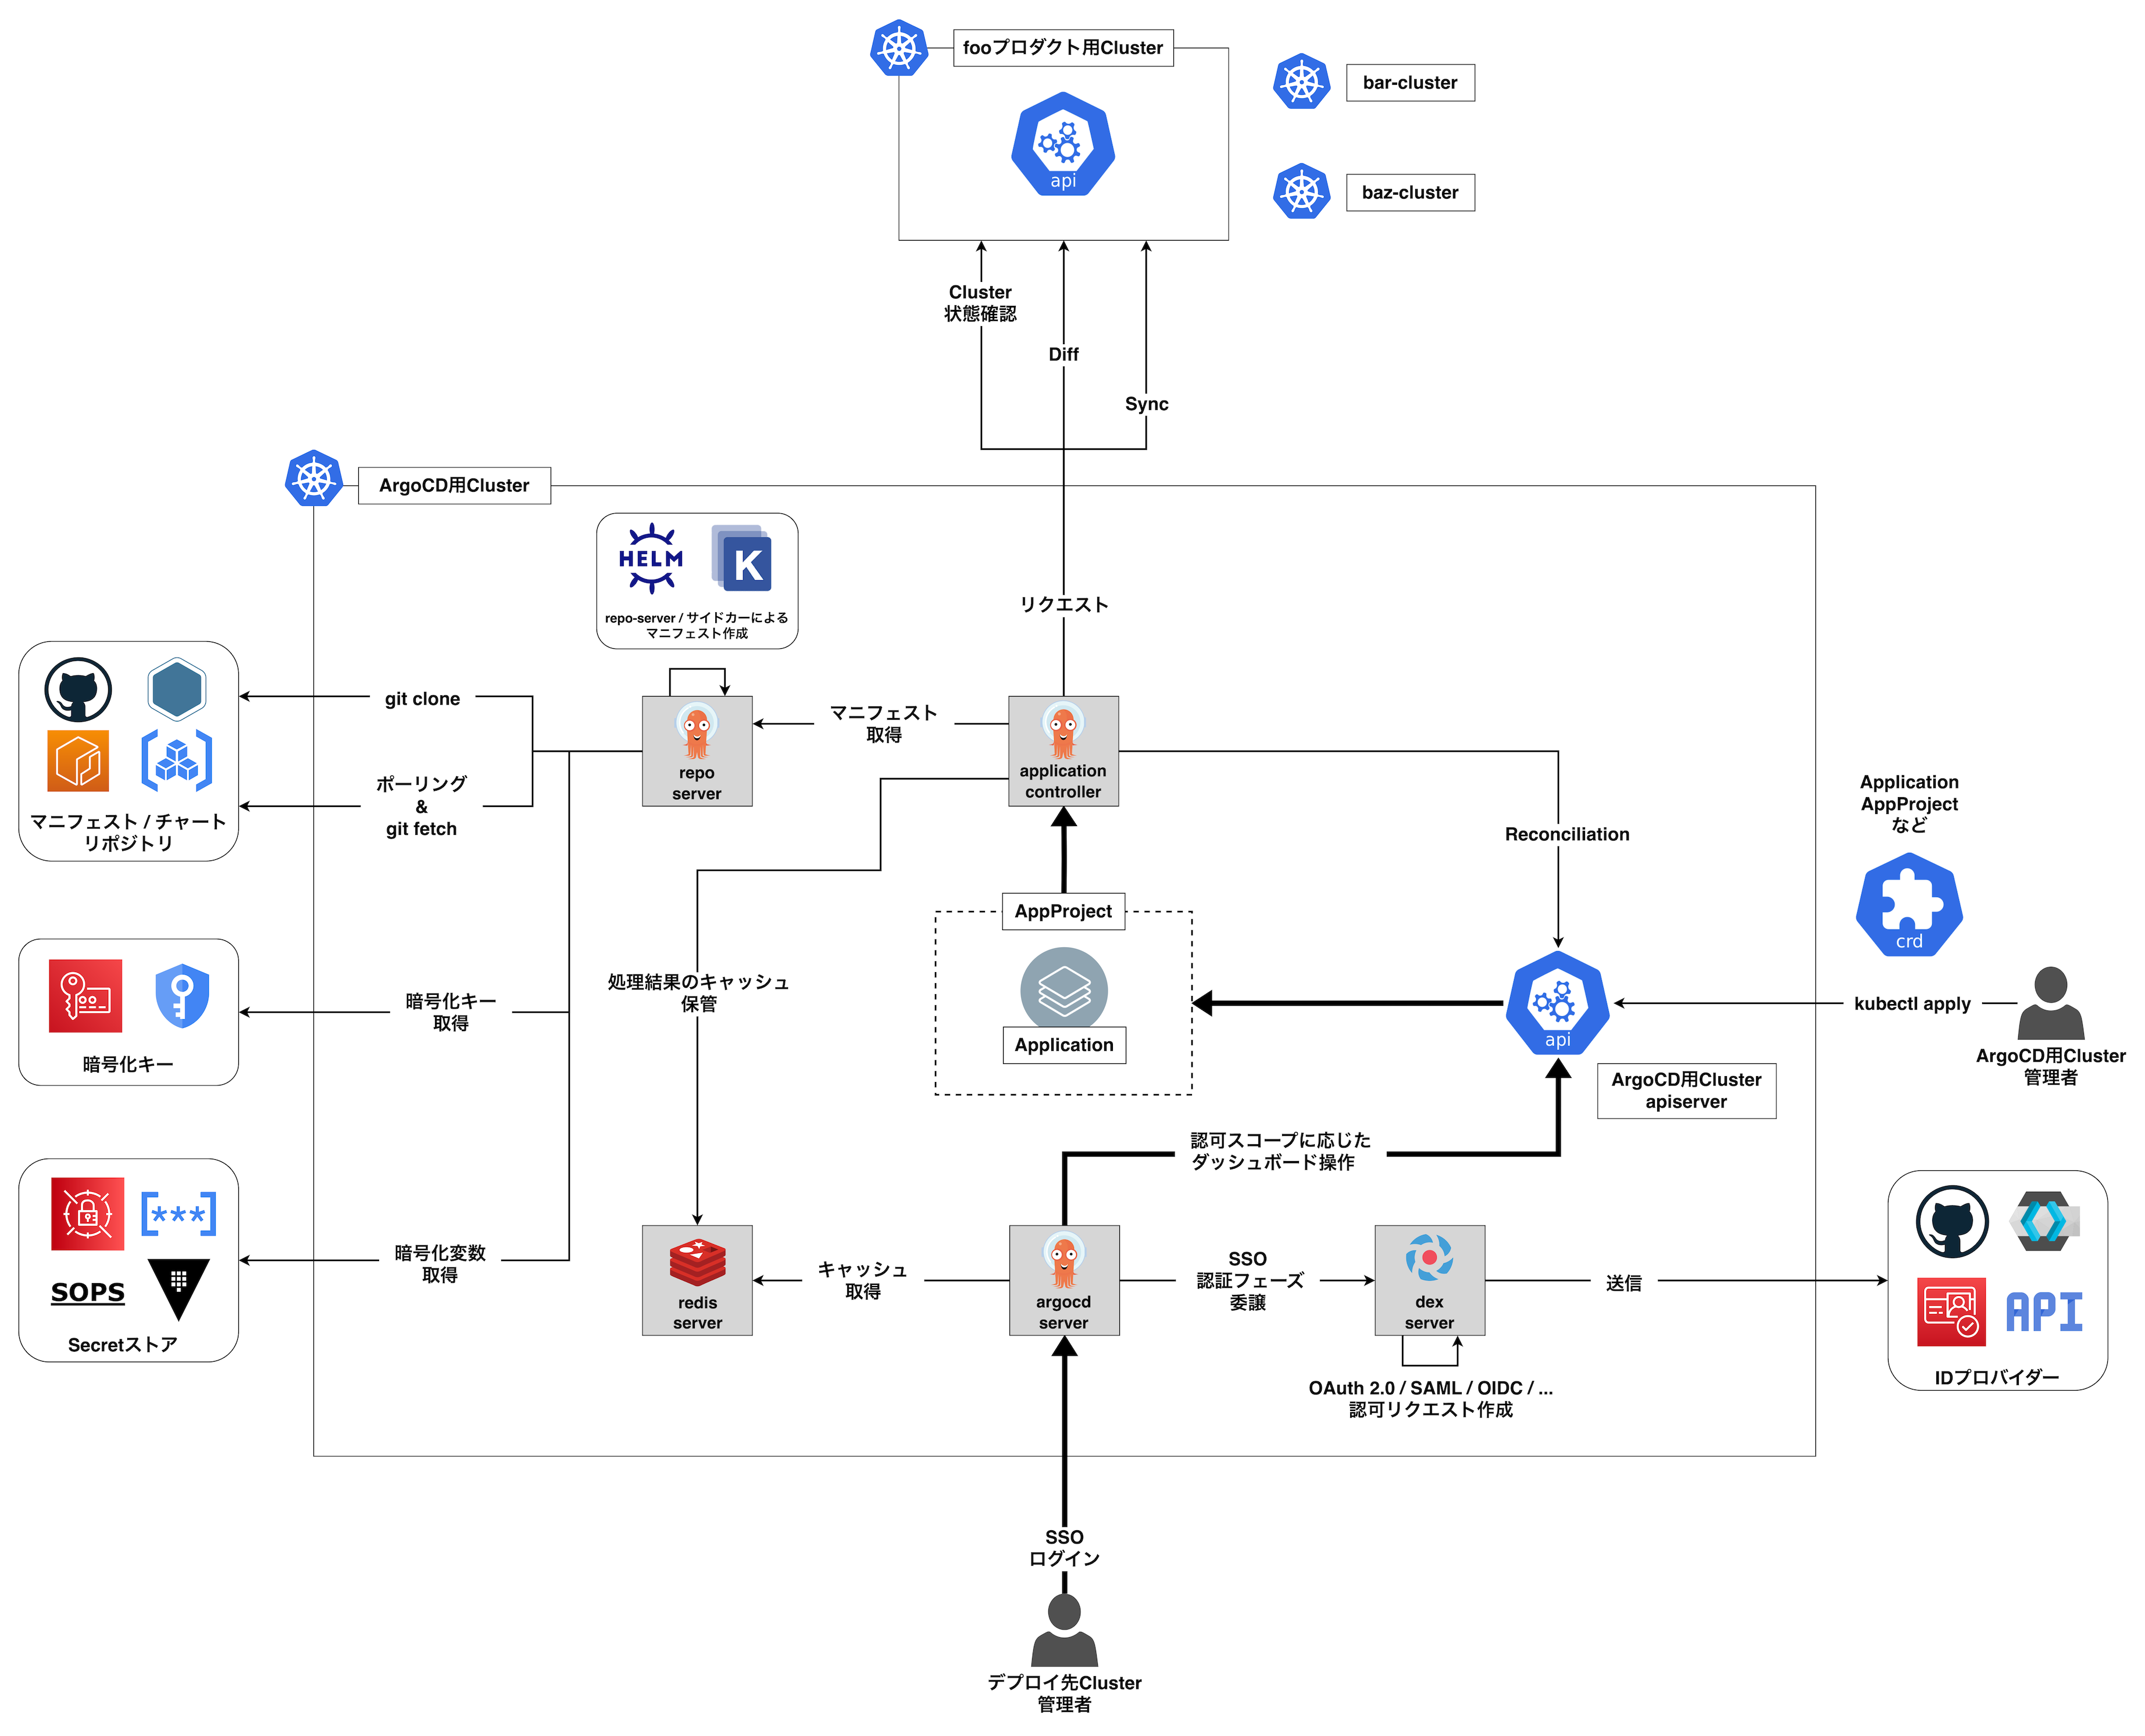 fooプロダクト用Cluster
api
bar-cluster
baz-cluster
Cluster
状態確認
Diff
Sync
ArgoCD用Cluster
HELM
K
repo-server / サイドカーによる
マニフェスト作成
リクエスト
git clone
ポーリング
&
git fetch
マニフェスト / チャート
リポジトリ
repo
server
マニフェスト
取得
application
controller
Reconciliation
Application
AppProject
など
crd
kubectl apply
ArgoCD用Cluster
管理者
AppProject
Application
api
ArgoCD用Cluster
apiserver
処理結果のキャッシュ
保管
暗号化キー
取得
暗号化キー
認可スコープに応じた
ダッシュボード操作
[***]
SOPS
Secretストア
暗号化変数
取得
redis
server
キャッシュ
取得
argocd
server
SSO
認証フェーズ
委譲
dex
server
送信
API
IDプロバイダー
OAuth 2.0 / SAML / OIDC / ...
認可リクエスト作成
SSO
ログイン
デプロイ先Cluster
管理者